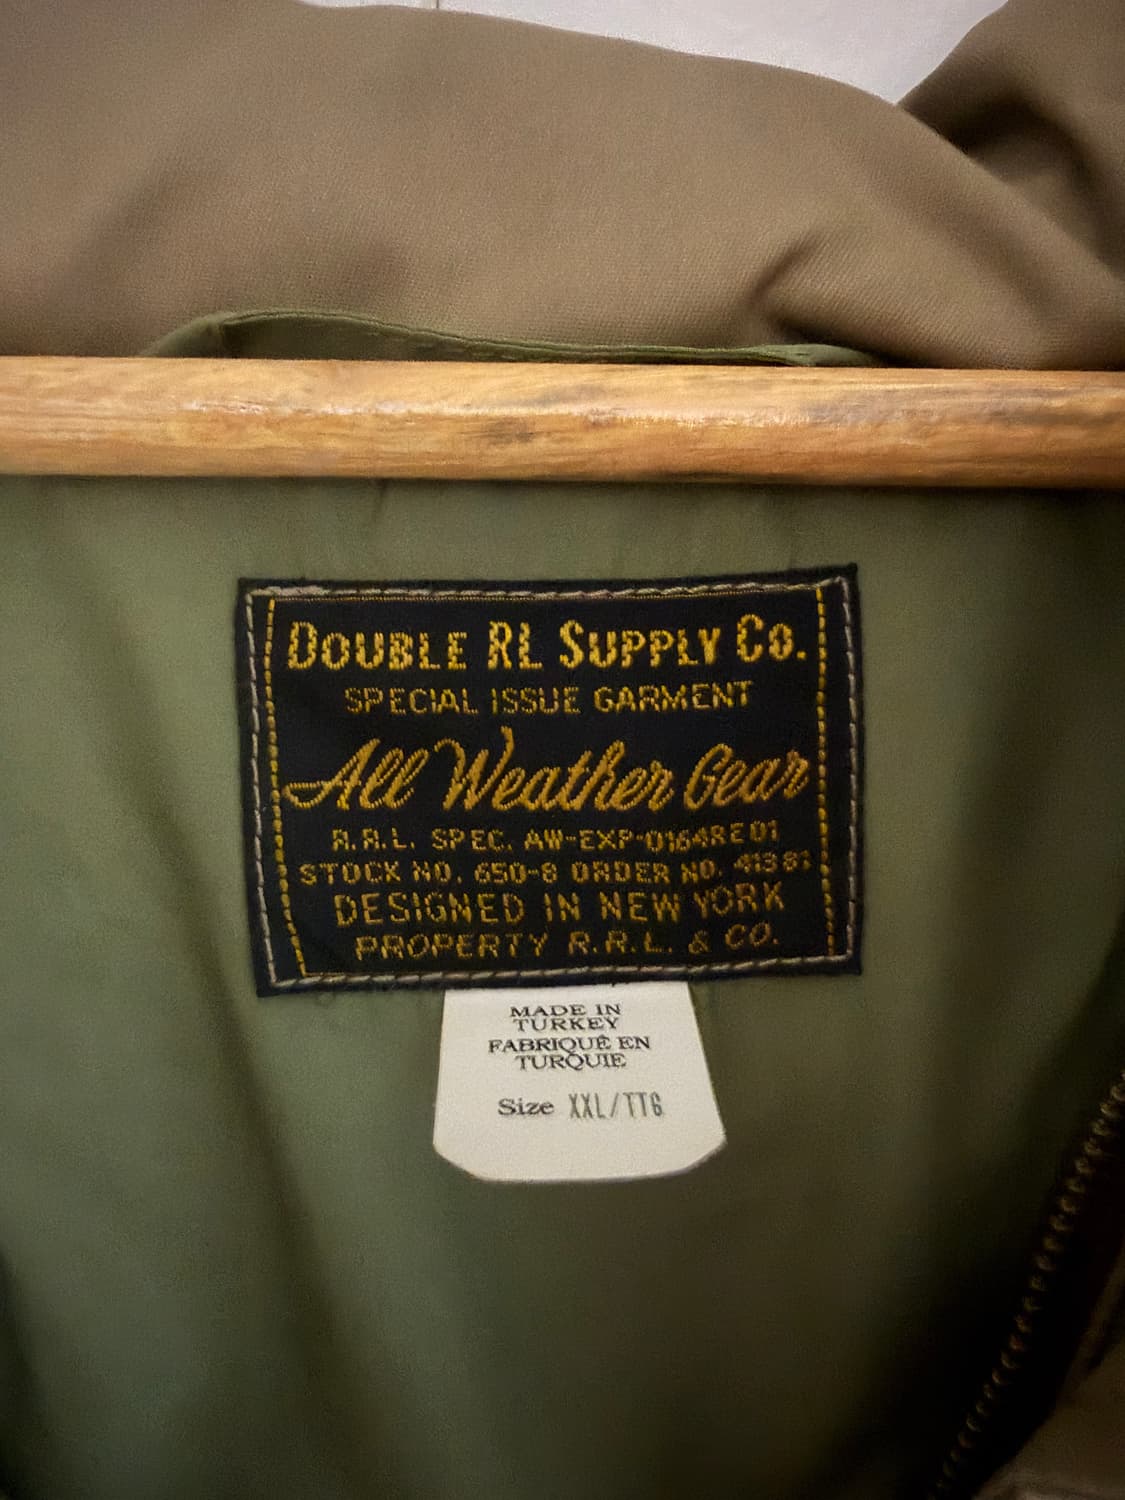 DOUBLE RL SUPPLY CO.
SPECIAL ISSUE GARMENT
All Weather Gear
R.R.L. SPEC. AW-EXP-0164RE01
STOCK NO. 650-8 ORDER NO.
DESIGNED IN NEW YORK
PROPERTY R.R.L. & CO.
MADE IN
TURKEY
FABRIQUÉ EN
TURQUIE
Size XXL/TTG